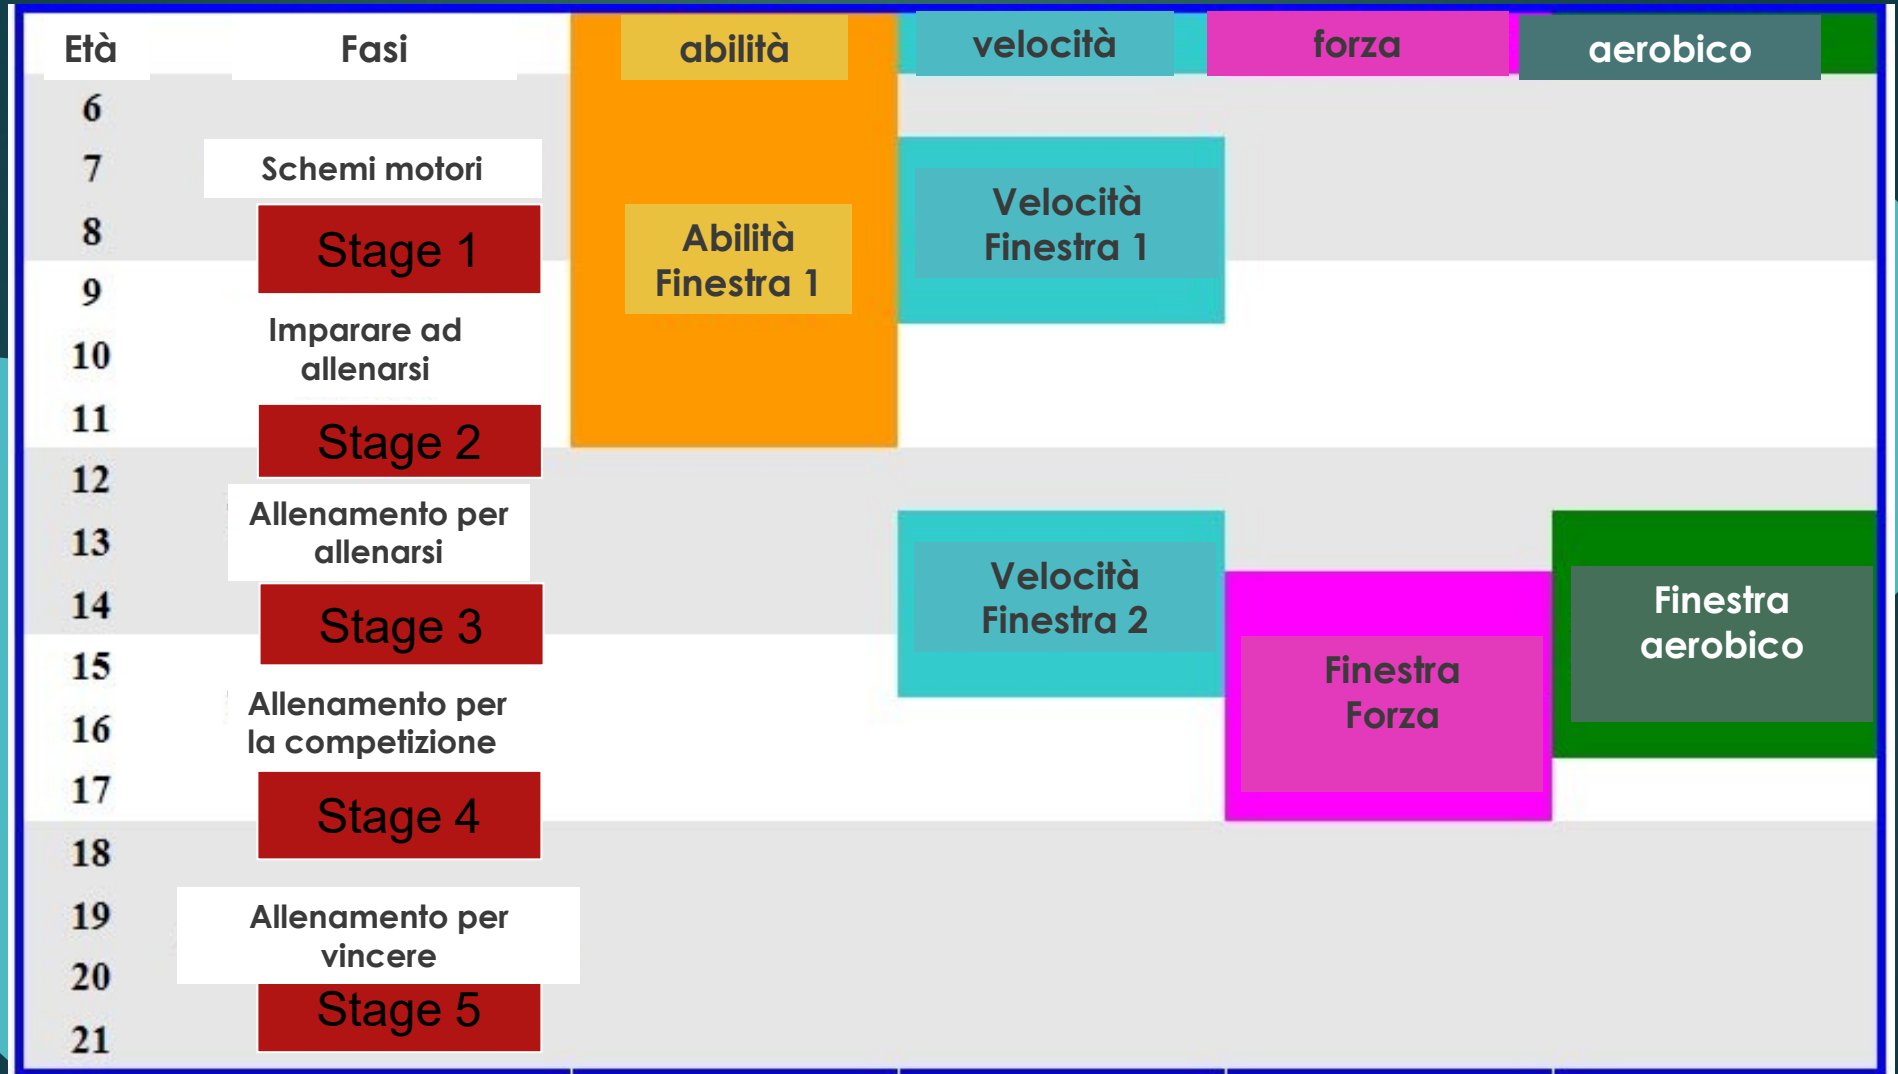 Età Fasi abilità velocità forza aerobico
6
7 Schemi motori
Velocità
8 Stage 1 Abilità Finestra 1
Finestra 1
9
Imparare ad
10 allenarsi
11
Stage 2
12
Allenamento per
13 allenarsi
Velocità
14 Stage 3 Finestra 2 Finestra
aerobico
15 Finestra
Allenamento per Forza
16 la competizione
17
Stage 4
18
19 Allenamento per
vincere
20
Stage 5
21